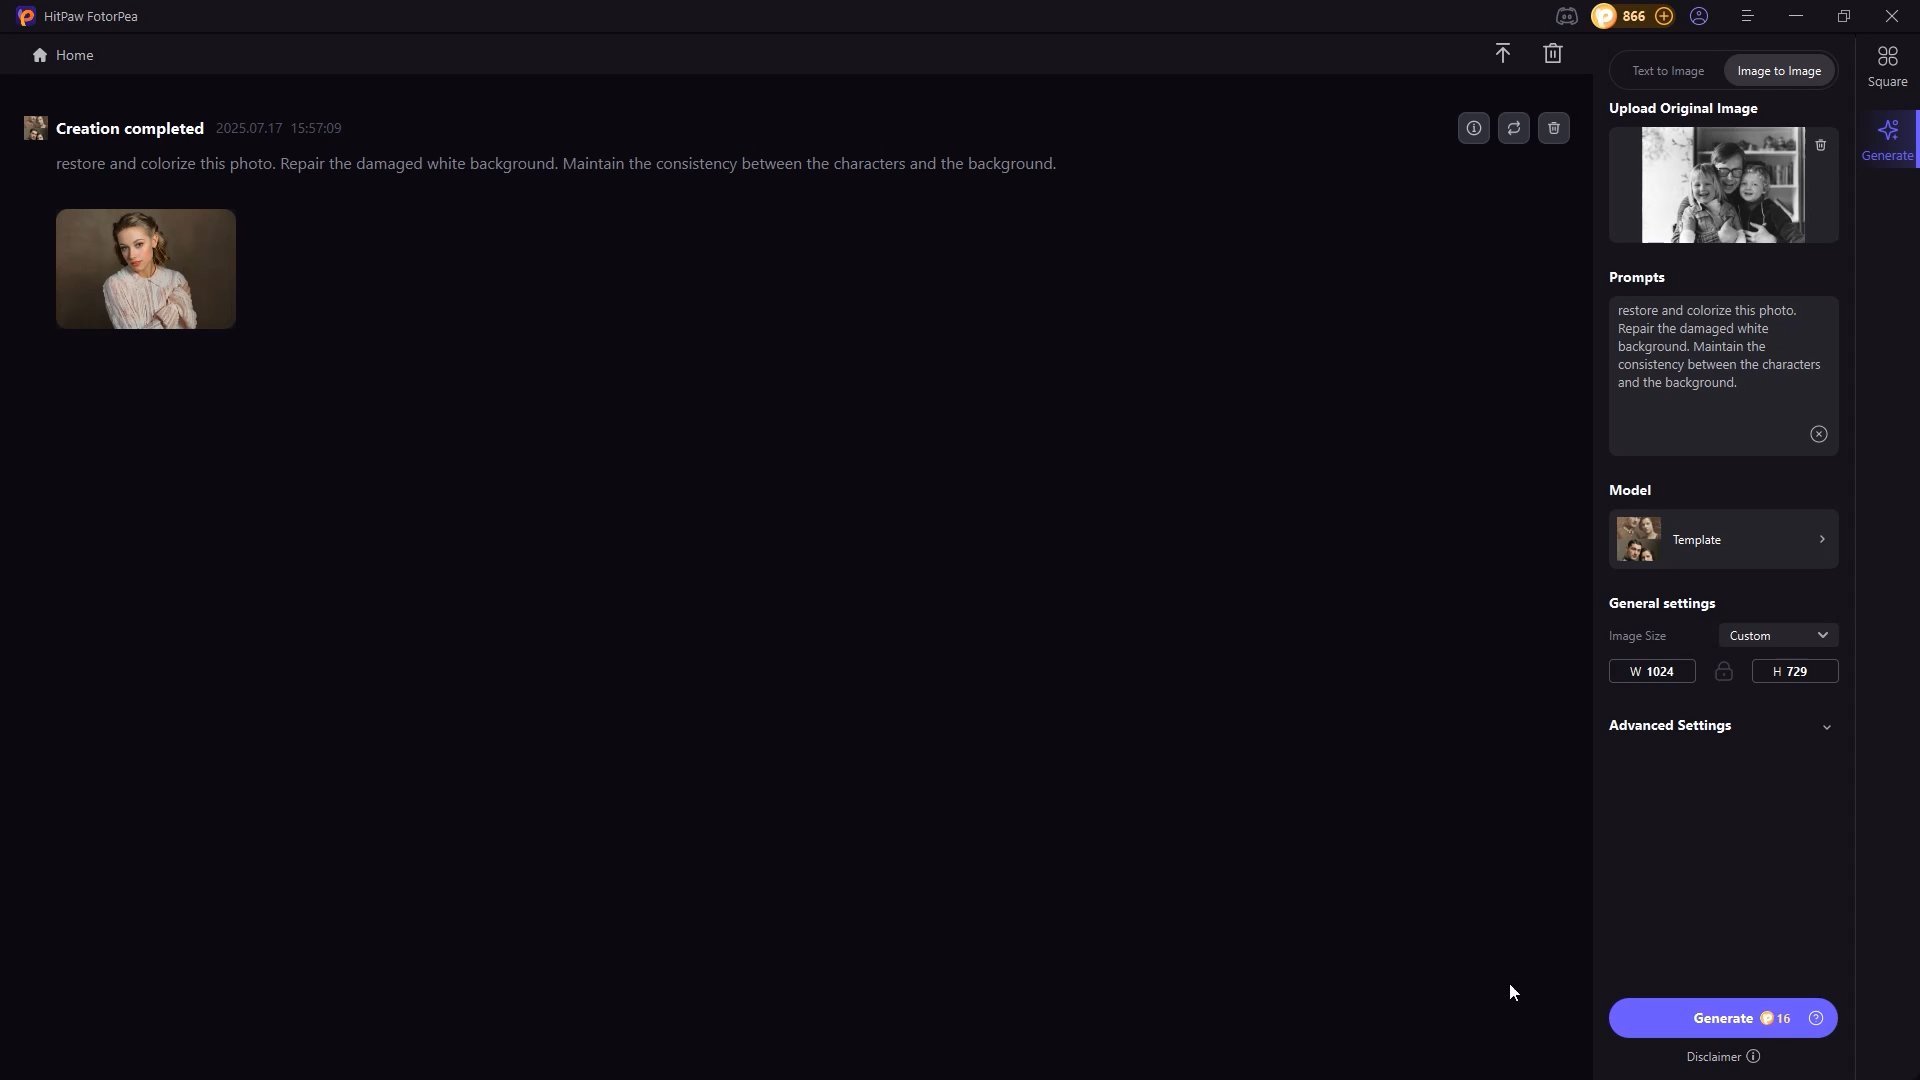 HitPaw FotorPea
866
Home
Creation completed 2025.07.17 15:57:09
restore and colorize this photo. Repair the damaged white background. Maintain the consistency between the characters and the background.
Text to Image
Image to Image
Upload Original Image
Prompts
restore and colorize this photo.
Repair the damaged white
background. Maintain the
consistency between the characters
and the background.
Model
Template
General settings
Image Size
Custom
W 1024
H 729
Advanced Settings
Generate 16
Disclaimer
Square
Generate